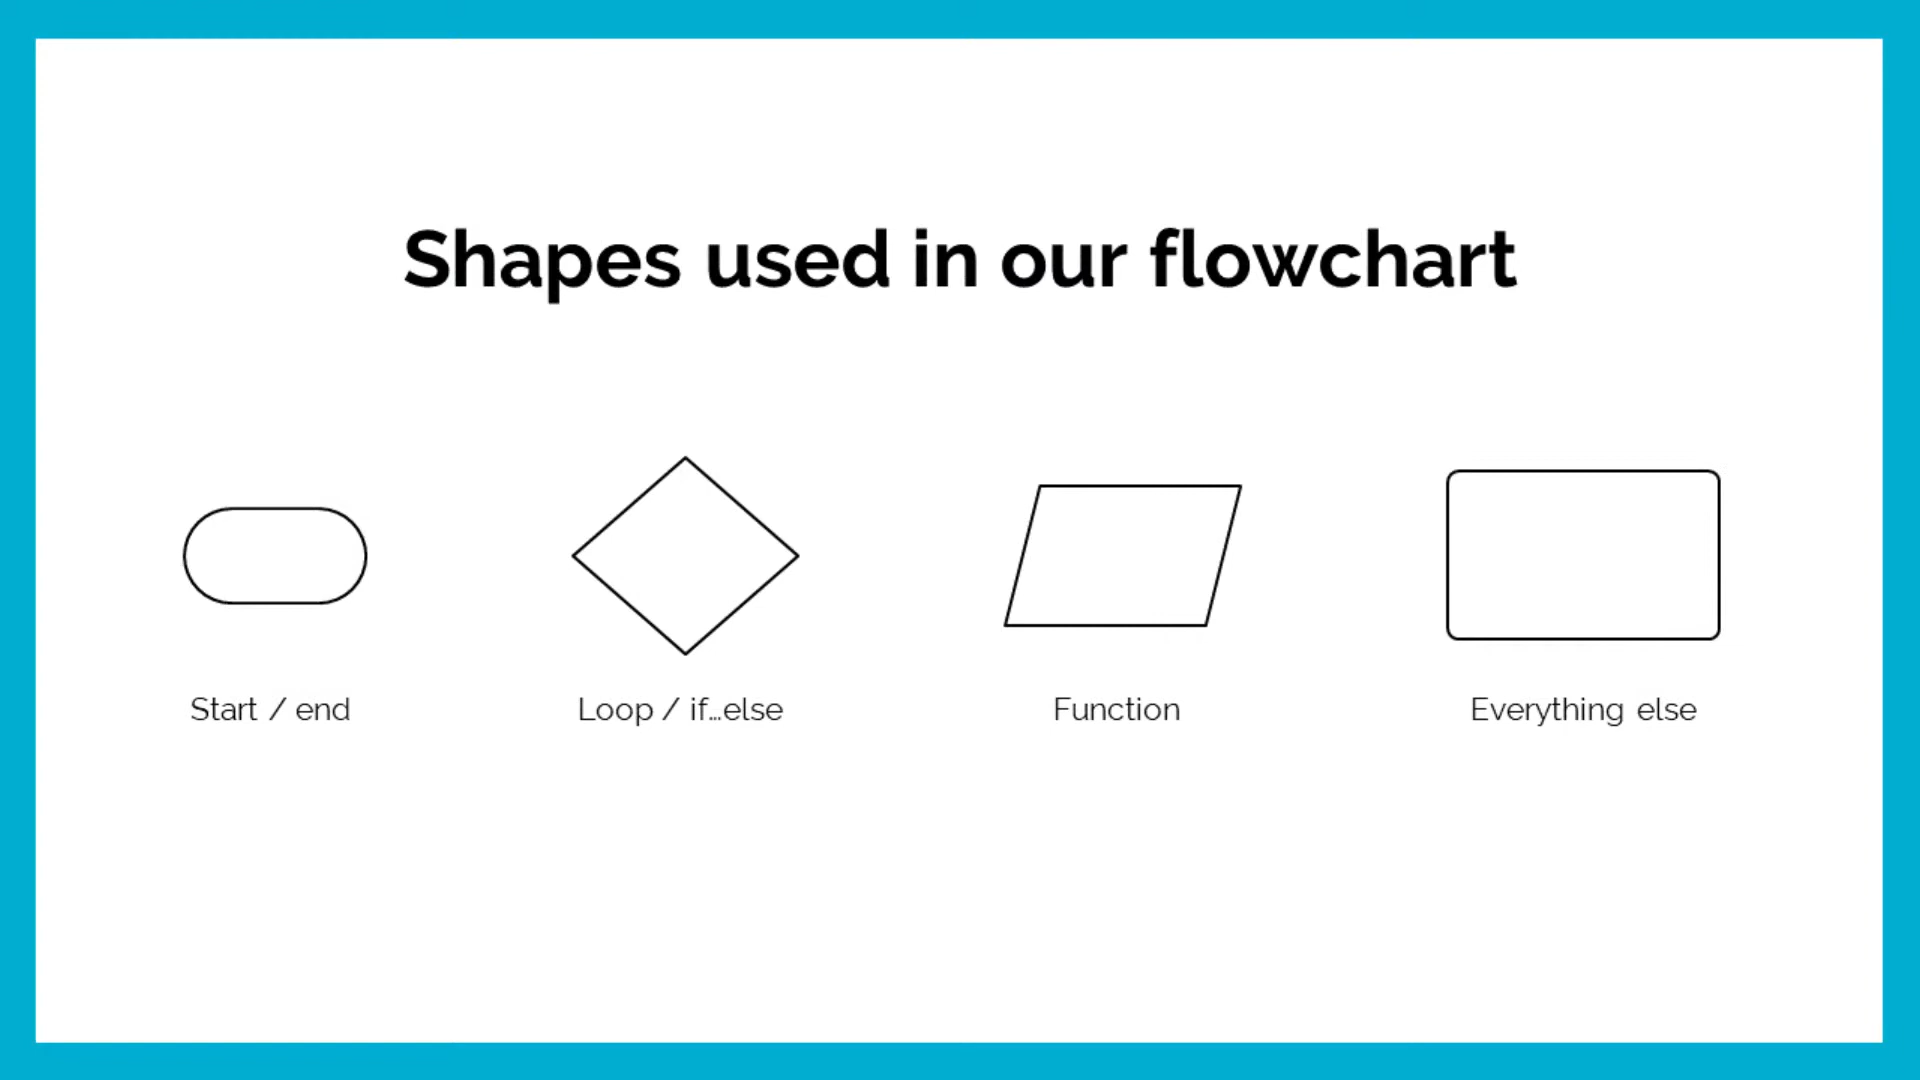 Shapes used in our flowchart
Start / end
Loop / if...else
Function
Everything else